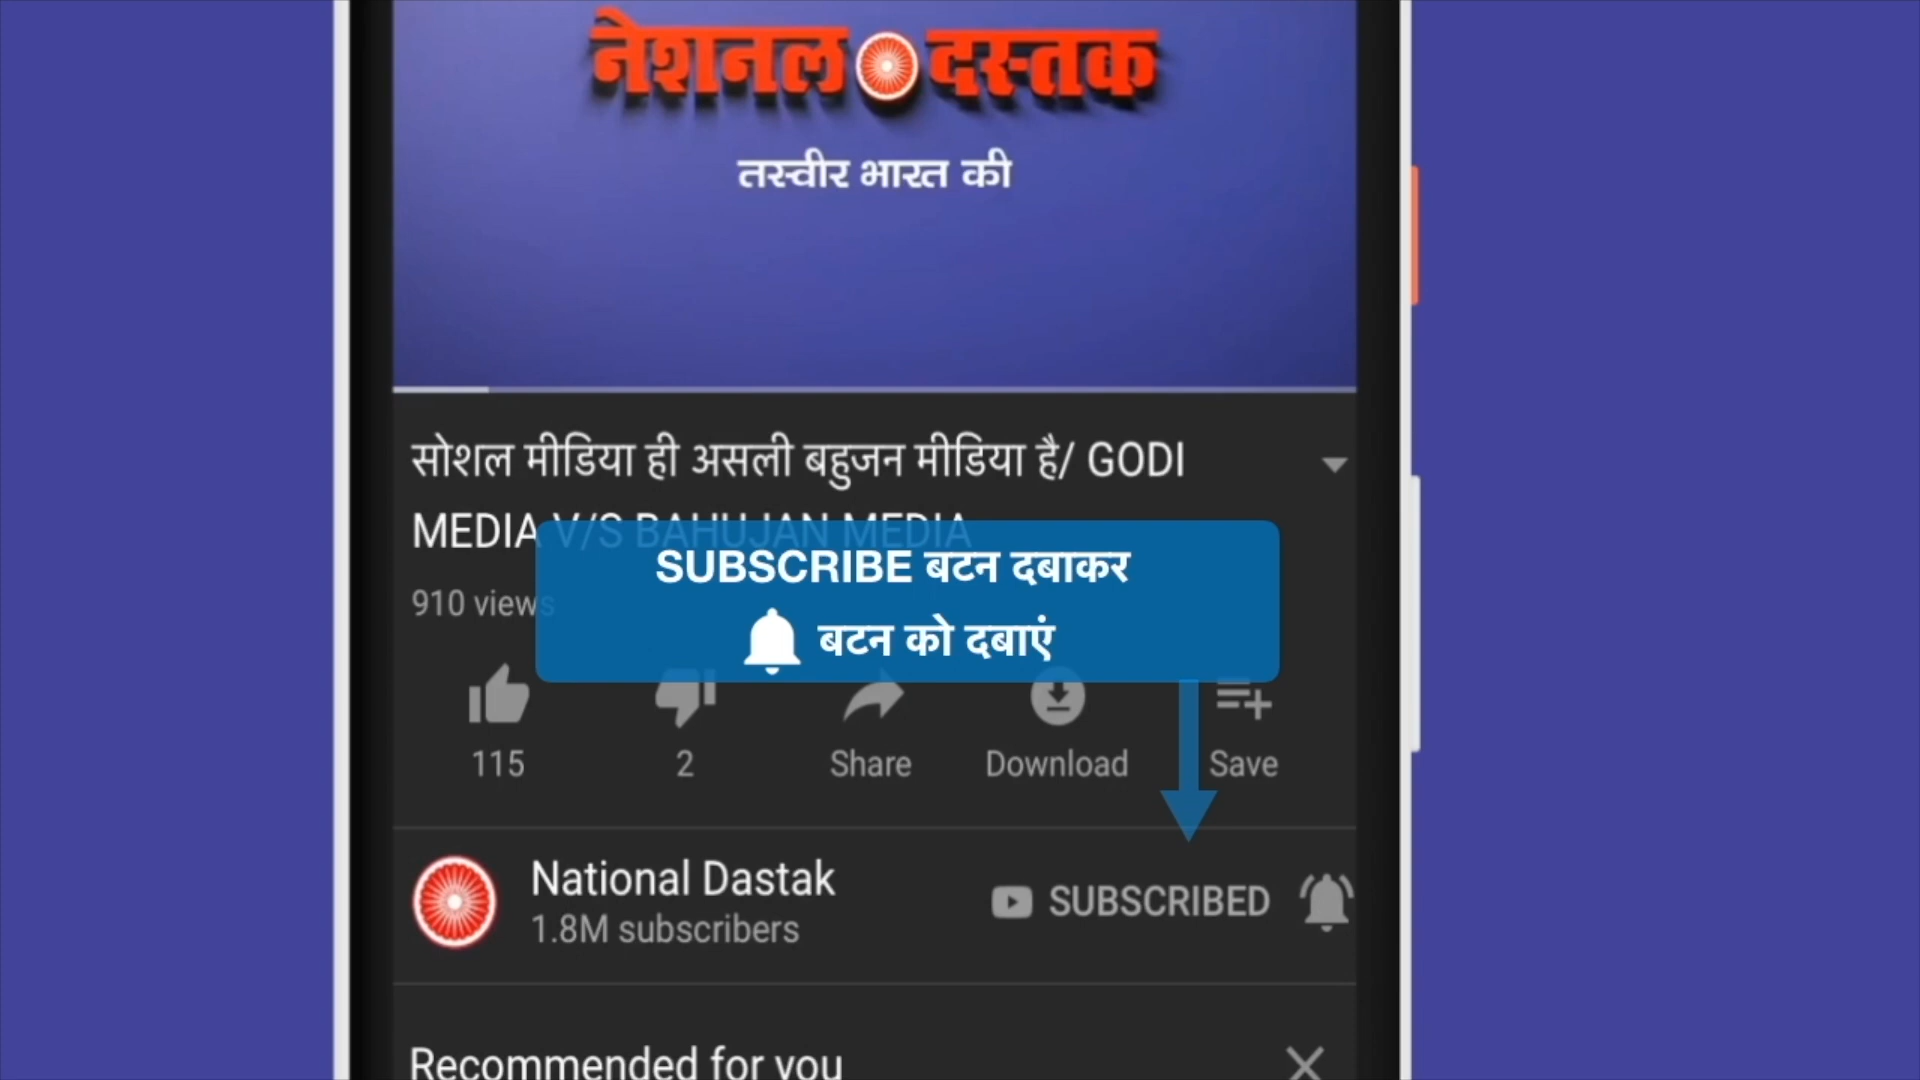 नेशनल दस्तक
तस्वीर भारत की
सोशल मीडिया ही असली बहुजन मीडिया है/ GODI
MEDIA V/S BAHUJAN MEDIA
SUBSCRIBE बटन दबाकर
बटन को दबाएं
910 views
115
2
Share
Download
Save
National Dastak
1.8M subscribers
SUBSCRIBED
Recommended for you